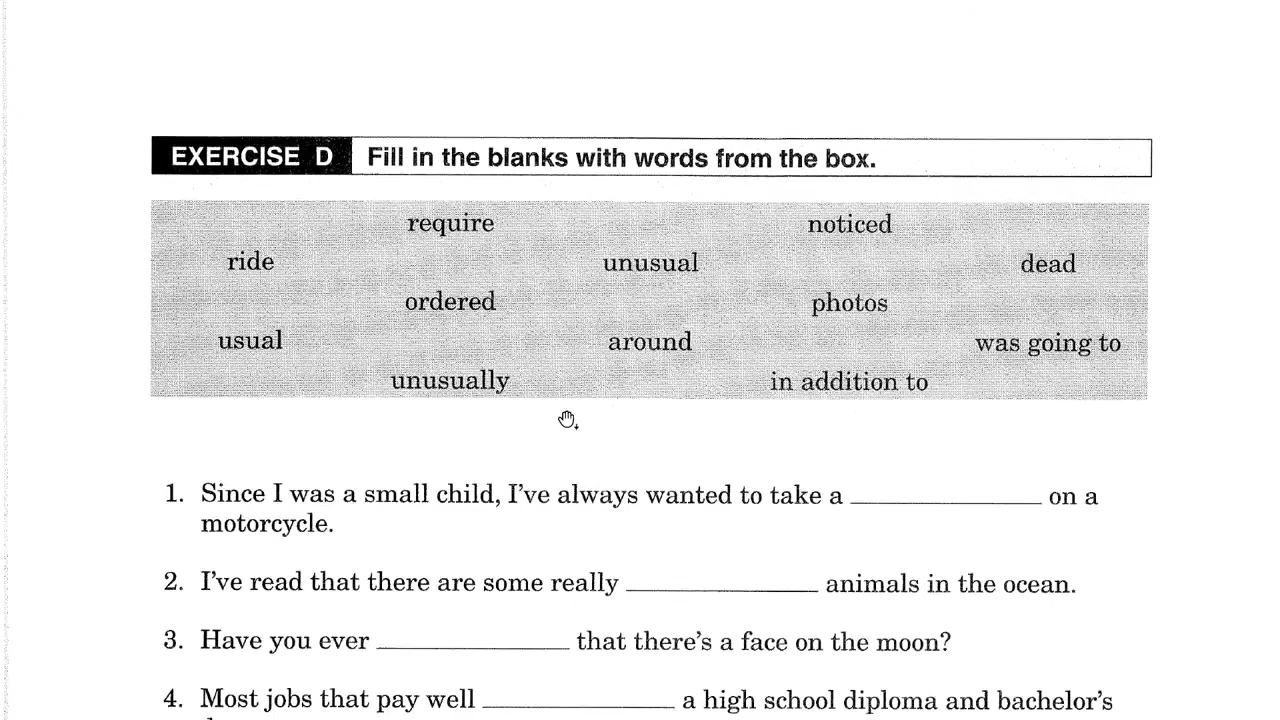 EXERCISE D Fill in the blanks with words from the box.
require noticed
ride unusual dead
ordered photos
usual around was going to
unusually in addition to
1. Since I was a small child, I've always wanted to take a ____________ on a
motorcycle.
2. I've read that there are some really ____________ animals in the ocean.
3. Have you ever ____________ that there's a face on the moon?
4. Most jobs that pay well ____________ a high school diploma and bachelor's